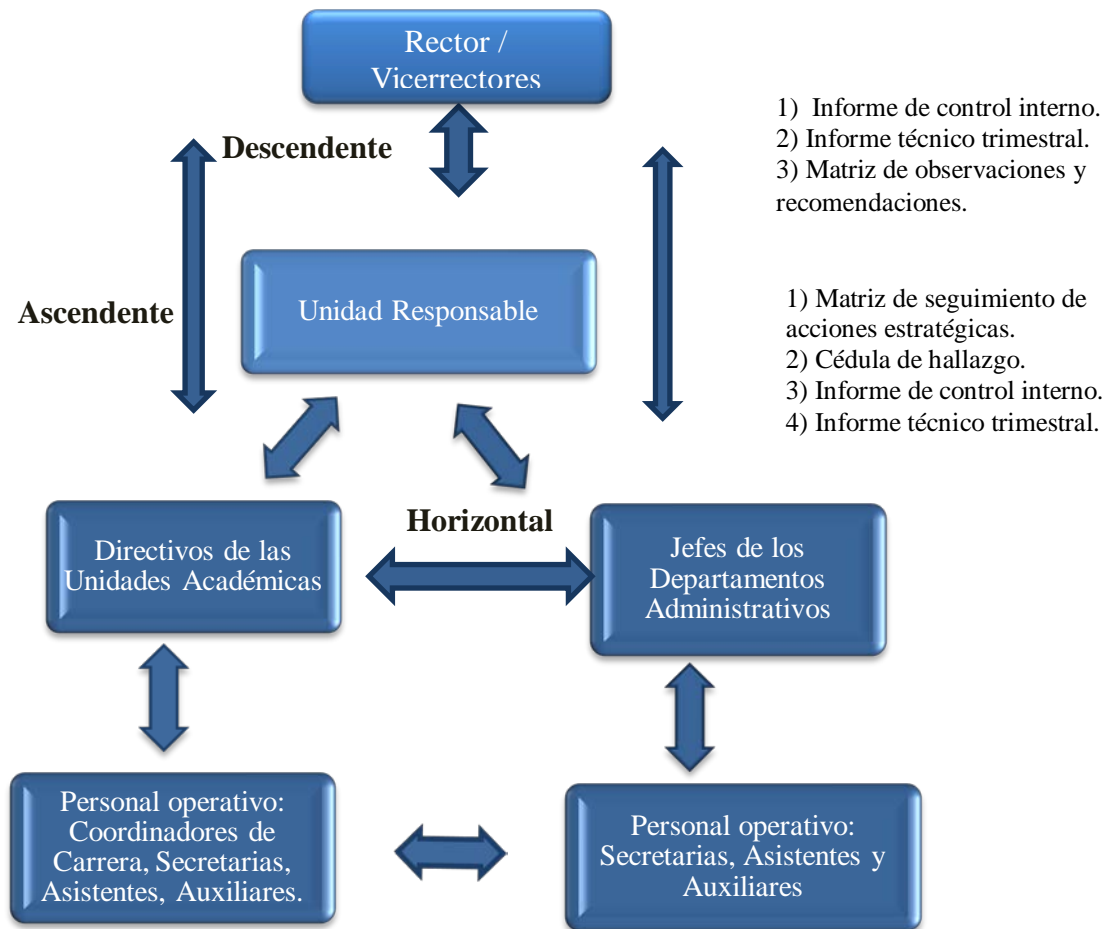 Rector /
Vicerrectores
1) Informe de control interno.
2) Informe técnico trimestral.
3) Matriz de observaciones y
recomendaciones.
Descendente
Ascendente
Unidad Responsable
1) Matriz de seguimiento de
acciones estratégicas.
2) Cédula de hallazgo.
3) Informe de control interno.
4) Informe técnico trimestral.
Horizontal
Directivos de las
Unidades Académicas
Jefes de los
Departamentos
Administrativos
Personal operativo:
Coordinadores de
Carrera, Secretarias,
Asistentes, Auxiliares.
Personal operativo:
Secretarias, Asistentes y
Auxiliares